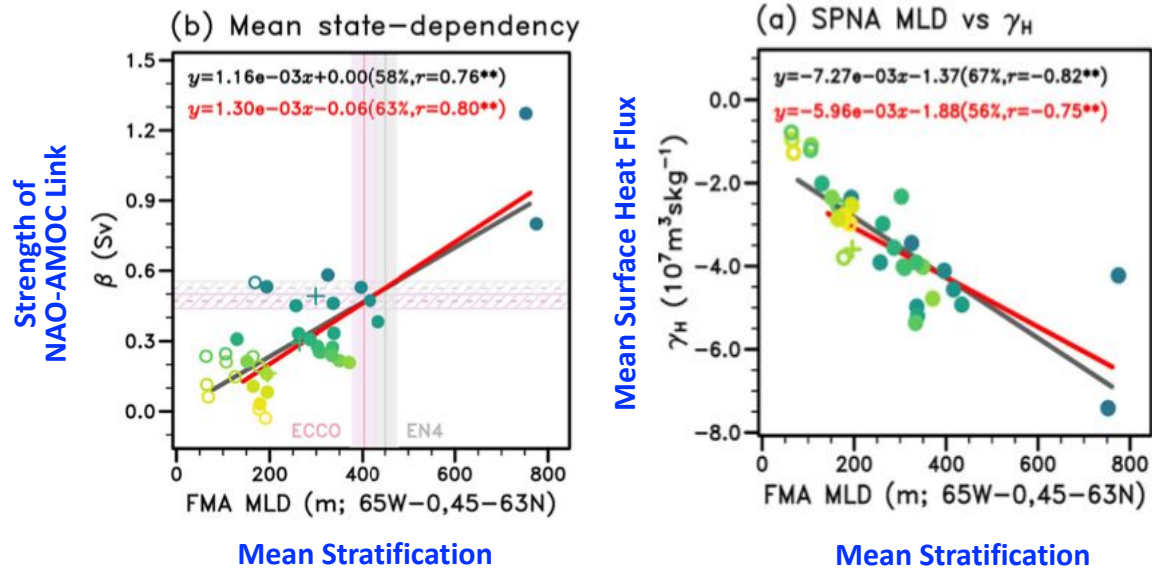 (b) Mean state−dependency
y=1.16e−03x+0.00(58%,r=0.76**)
y=1.30e−03x−0.06(63%,r=0.80**)
Strength of
NAO-AMOC Link
β (Sv)
1.5
1.2
0.9
0.6
0.3
0.0
ECCO
EN4
0 200 400 600 800
FMA MLD (m; 65W−0,45−63N)
Mean Stratification
(a) SPNA MLD vs γH
y=−7.27e−03x−1.37(67%,r=−0.82**)
y=−5.96e−03x−1.88(56%,r=−0.75**)
Mean Surface Heat Flux
γH (10⁷m³skg⁻¹)
0.0
−2.0
−4.0
−6.0
−8.0
0 200 400 600 800
FMA MLD (m; 65W−0,45−63N)
Mean Stratification